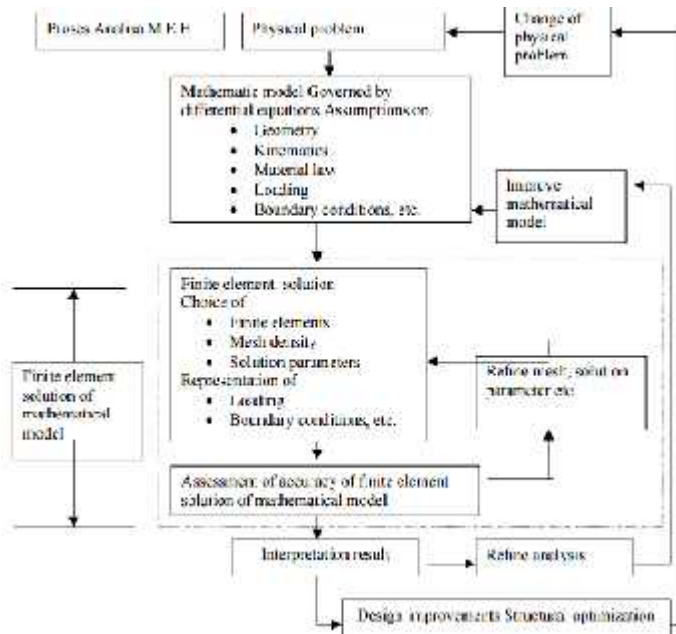 Proses Analisa M E H
Physical problem
Change of
physical
problem
Mathematic model Governed by
differential equations Assumptions on
• Geometry
• Kinematics
• Material law
• Loading
• Boundary conditions, etc.
Improve
mathematical
model
Finite element solution
Choice of
• Finite elements
• Mesh density
• Solution parameters
Representation of
• Loading
• Boundary conditions, etc.
Refine mesh, solution
parameter etc
Finite element
solution of
mathematical
model
Assessment of accuracy of finite element
solution of mathematical model
Interpretation result
Refine analysis
Design improvements Structural optimization